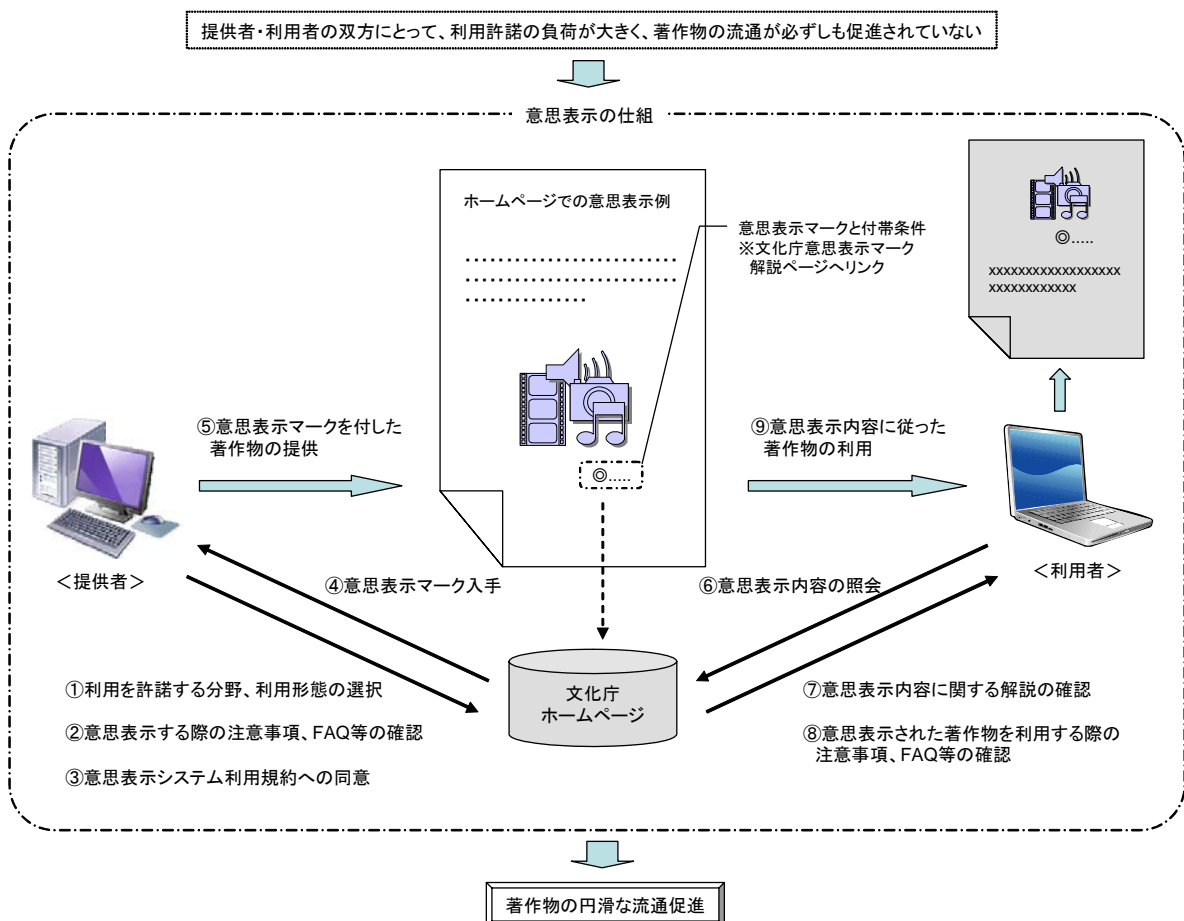 提供者・利用者の双方にとって、利用許諾の負荷が大きく、著作物の流通が必ずしも促進されていない
意思表示の仕組
ホームページでの意思表示例
意思表示マークと付帯条件
※文化庁意思表示マーク
解説ページへリンク
◎.....
xxxxxxxxxxxxxxxxxxx
xxxxxxxxxxxx
⑤意思表示マークを付した
著作物の提供
⑨意思表示内容に従った
著作物の利用
◎.....
＜提供者＞
＜利用者＞
④意思表示マーク入手
⑥意思表示内容の照会
文化庁
ホームページ
①利用を許諾する分野、利用形態の選択
②意思表示する際の注意事項、FAQ等の確認
③意思表示システム利用規約への同意
⑦意思表示内容に関する解説の確認
⑧意思表示された著作物を利用する際の
注意事項、FAQ等の確認
著作物の円滑な流通促進